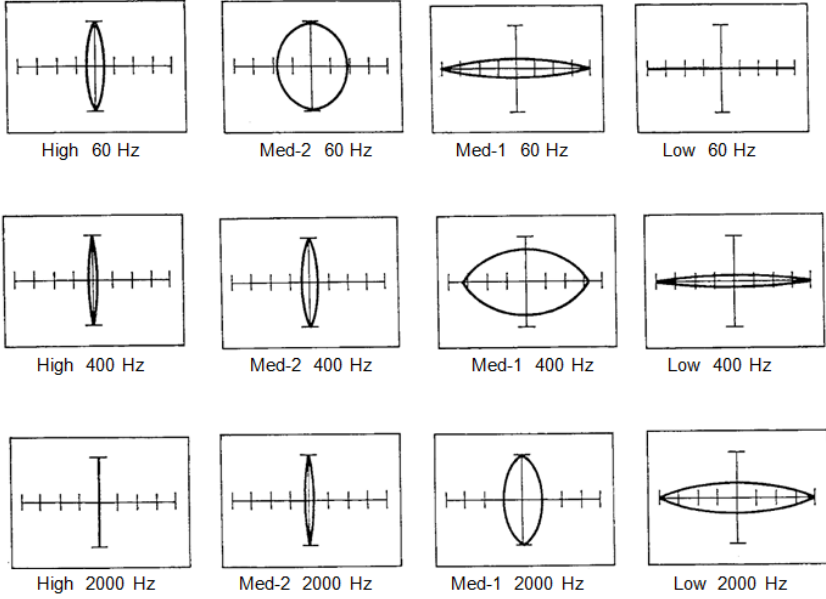 High 60 Hz
Med-2 60 Hz
Med-1 60 Hz
Low 60 Hz
High 400 Hz
Med-2 400 Hz
Med-1 400 Hz
Low 400 Hz
High 2000 Hz
Med-2 2000 Hz
Med-1 2000 Hz
Low 2000 Hz